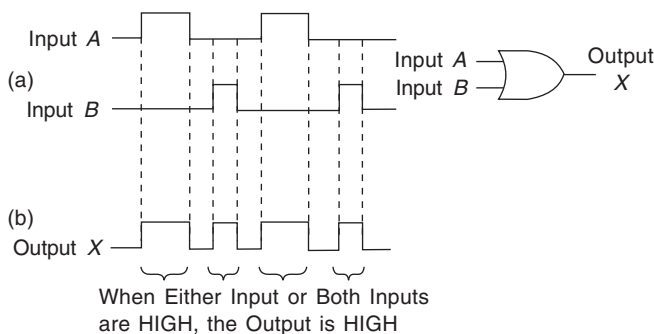 Input A
(a)
Input B
Input A
Input B
Output
X
(b)
Output X
When Either Input or Both Inputs
are HIGH, the Output is HIGH